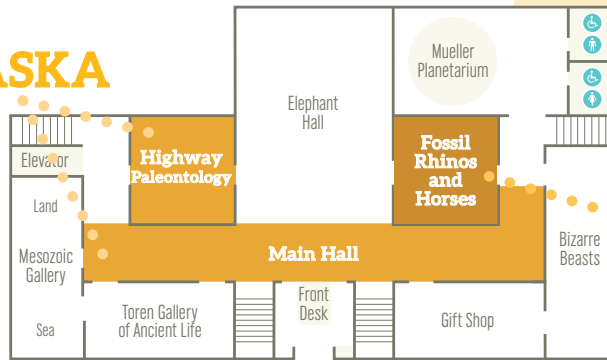 ASKA
Mueller
Planetarium
Elephant
Hall
Highway
Paleontology
Fossil
Rhinos
and
Horses
Elevator
Land
Mesozoic
Gallery
Sea
Main Hall
Bizarre
Beasts
Toren Gallery
of Ancient Life
Front
Desk
Gift Shop